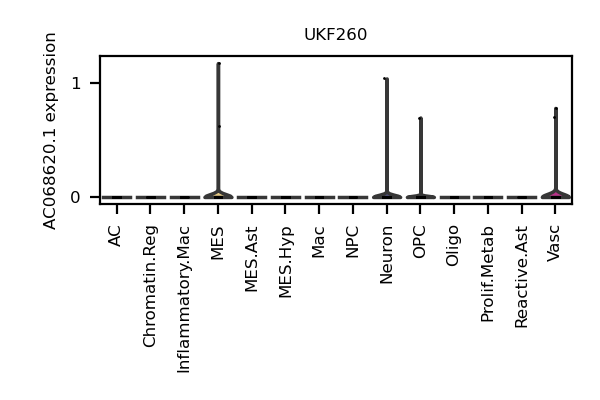 UKF260
AC068620.1 expression
1
0
AC
Chromatin.Reg
Inflammatory.Mac
MES
MES.Ast
MES.Hyp
Mac
NPC
Neuron
OPC
Oligo
Prolif.Metab
Reactive.Ast
Vasc